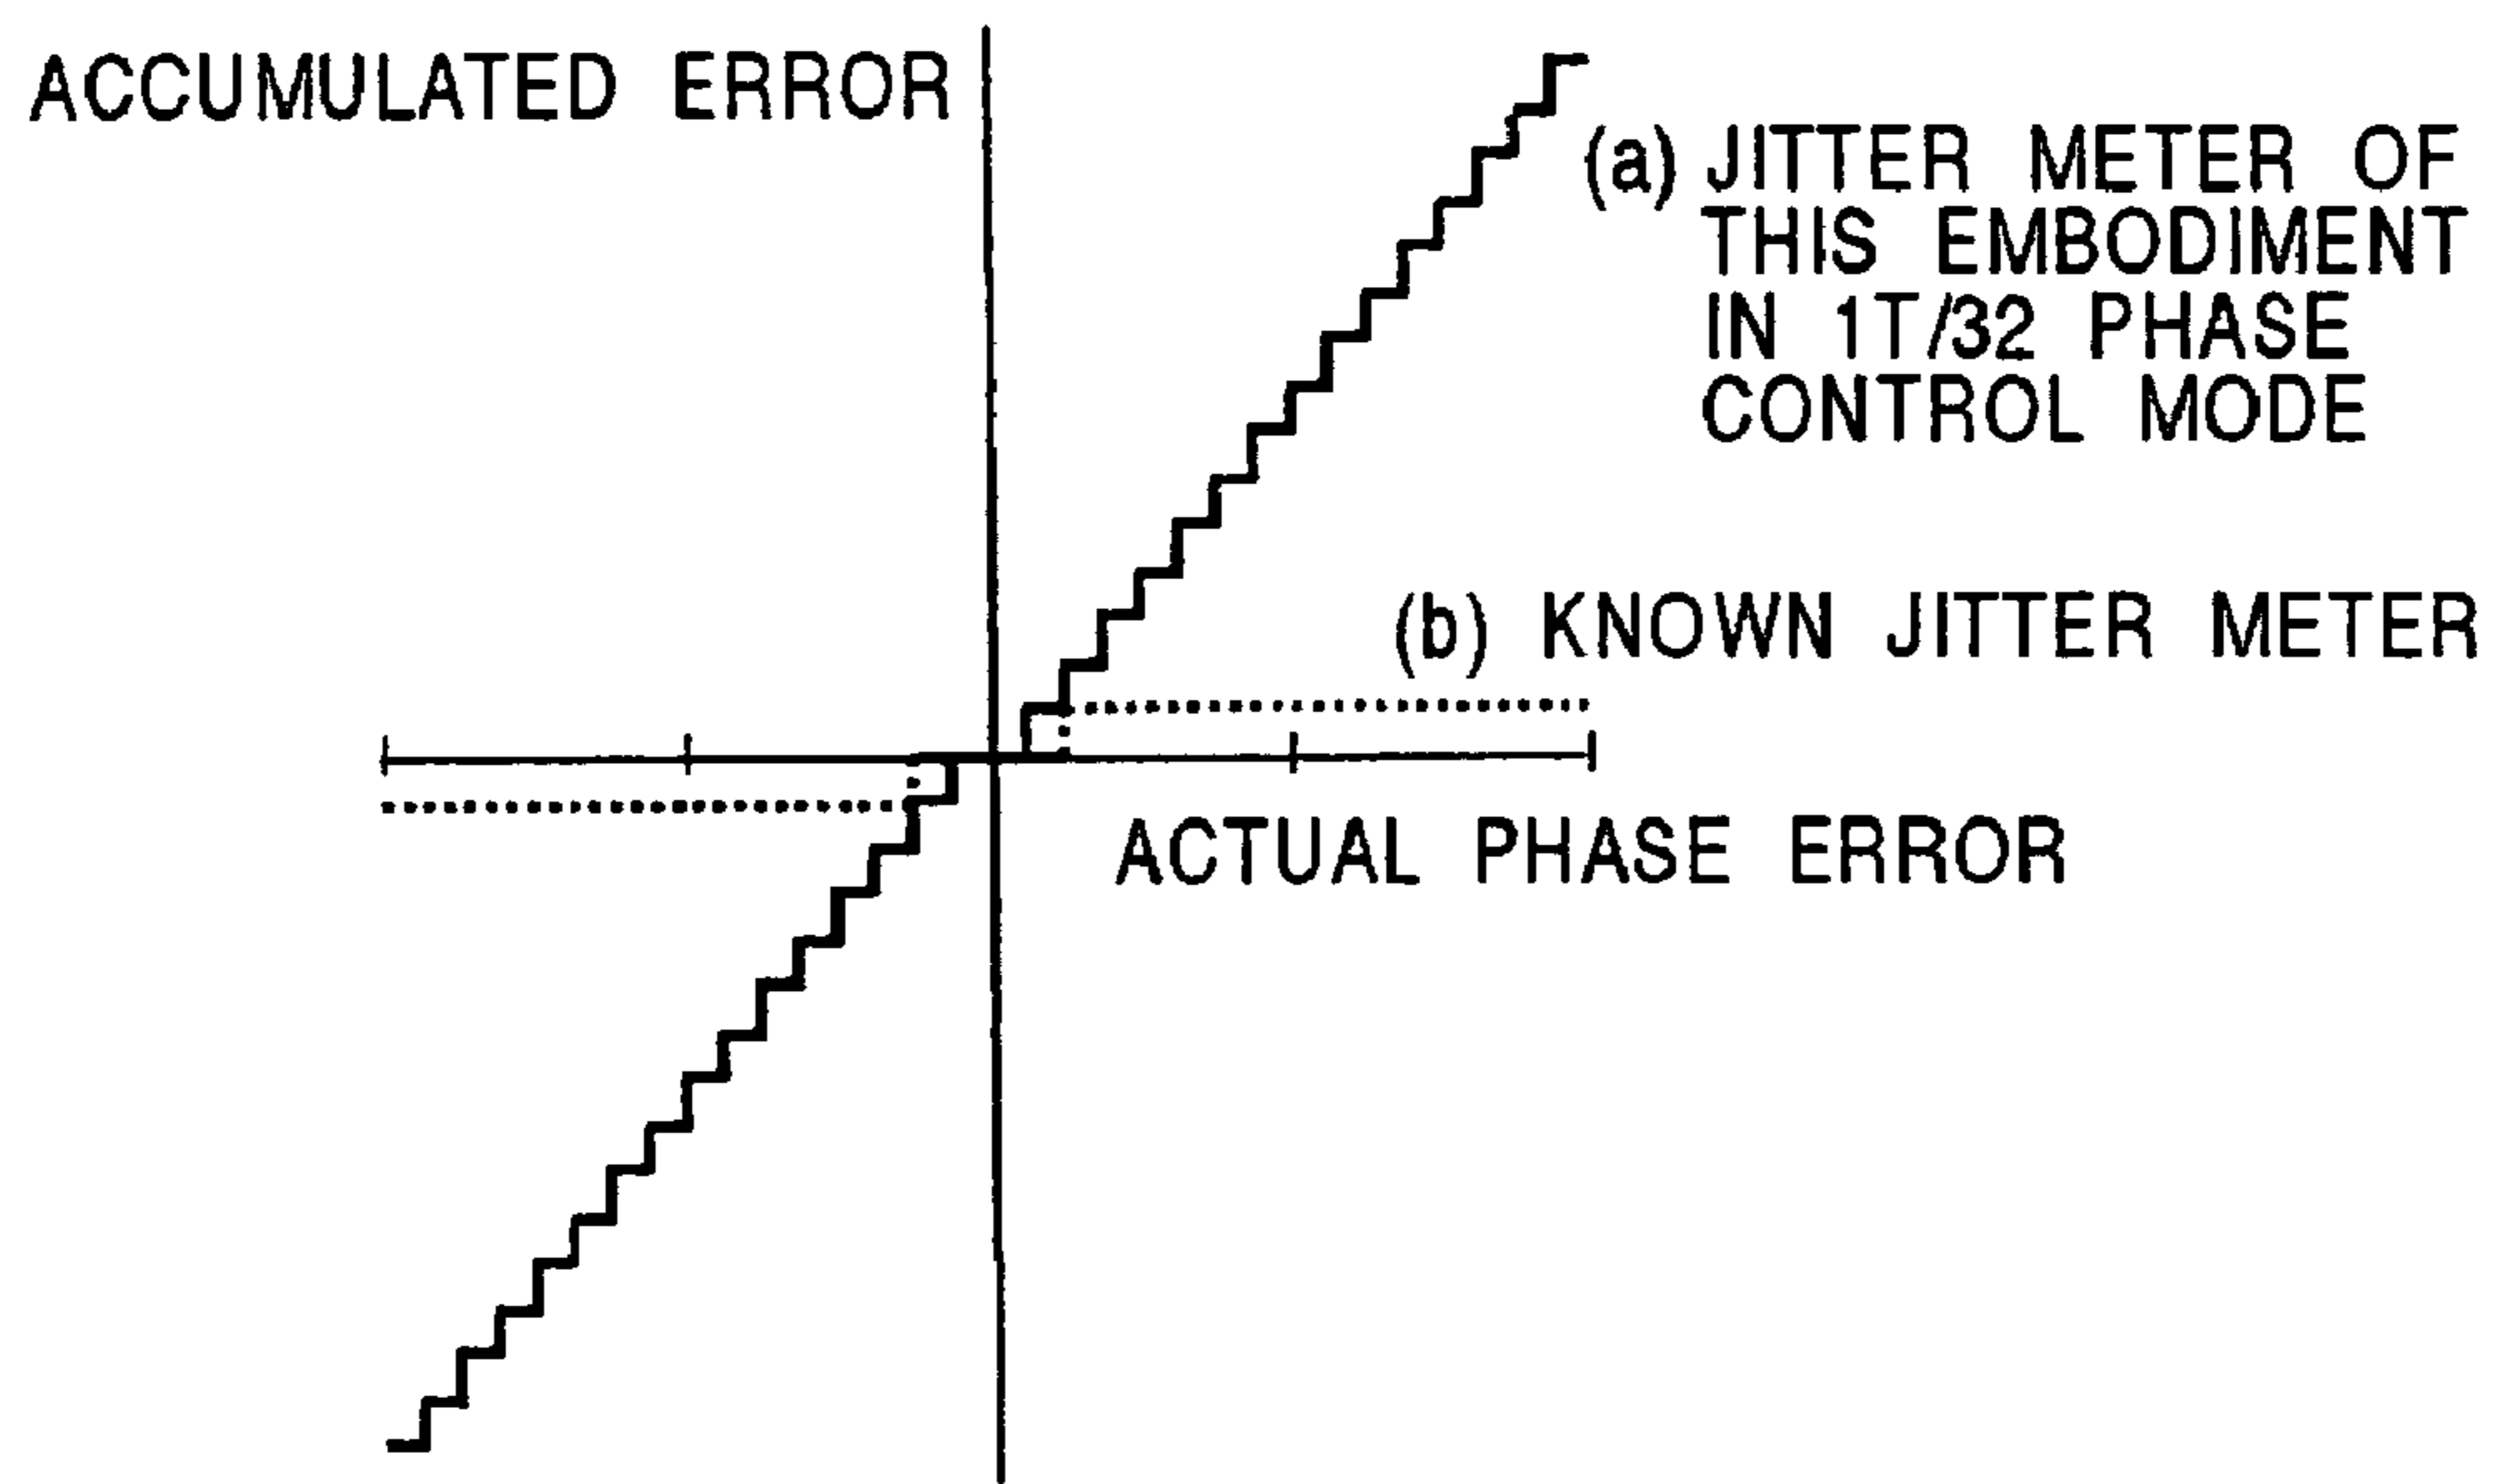 ACCUMULATED ERROR
(a) JITTER METER OF
THIS EMBODIMENT
IN 1T/32 PHASE
CONTROL MODE
(b) KNOWN JITTER METER
ACTUAL PHASE ERROR